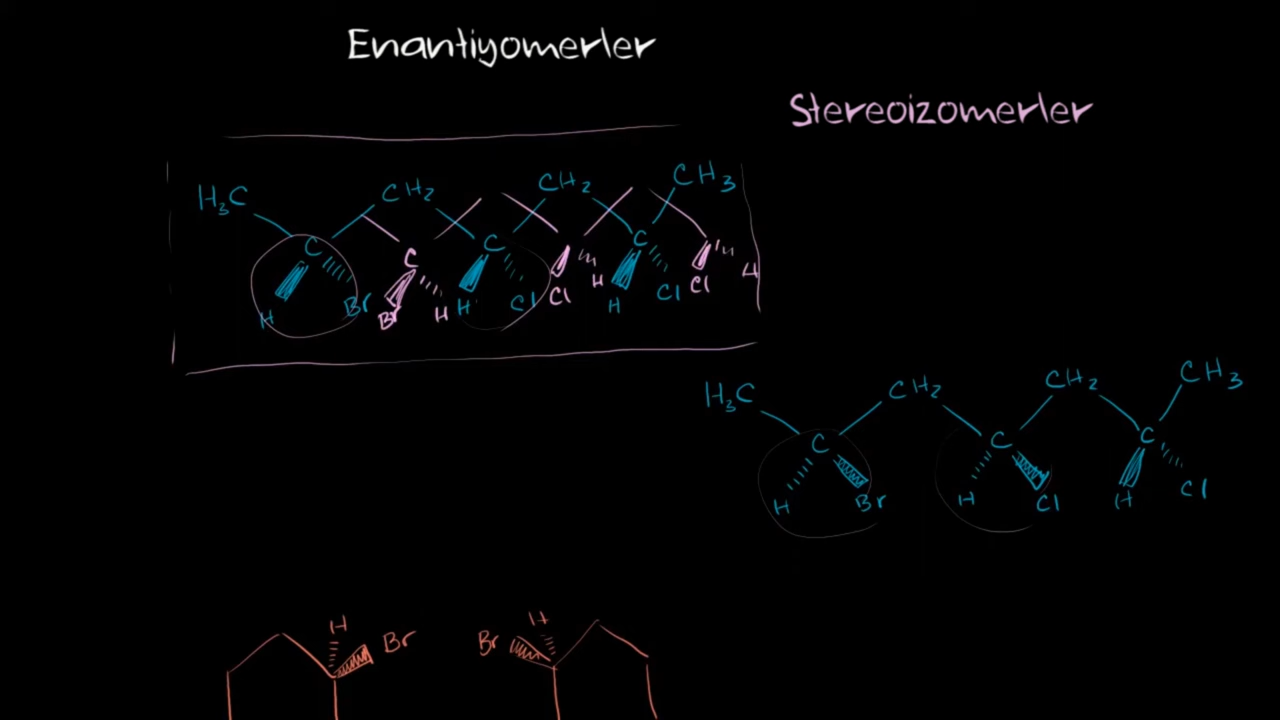 Enantiyomerler
Stereoizomerler
H₃C CH₂ CH₂ CH₃
C C C C
H Br Br H H Cl Cl H H Cl Cl H
H₃C CH₂ CH₂ CH₃
C C C
H Br H Cl H Cl
H Br Br H